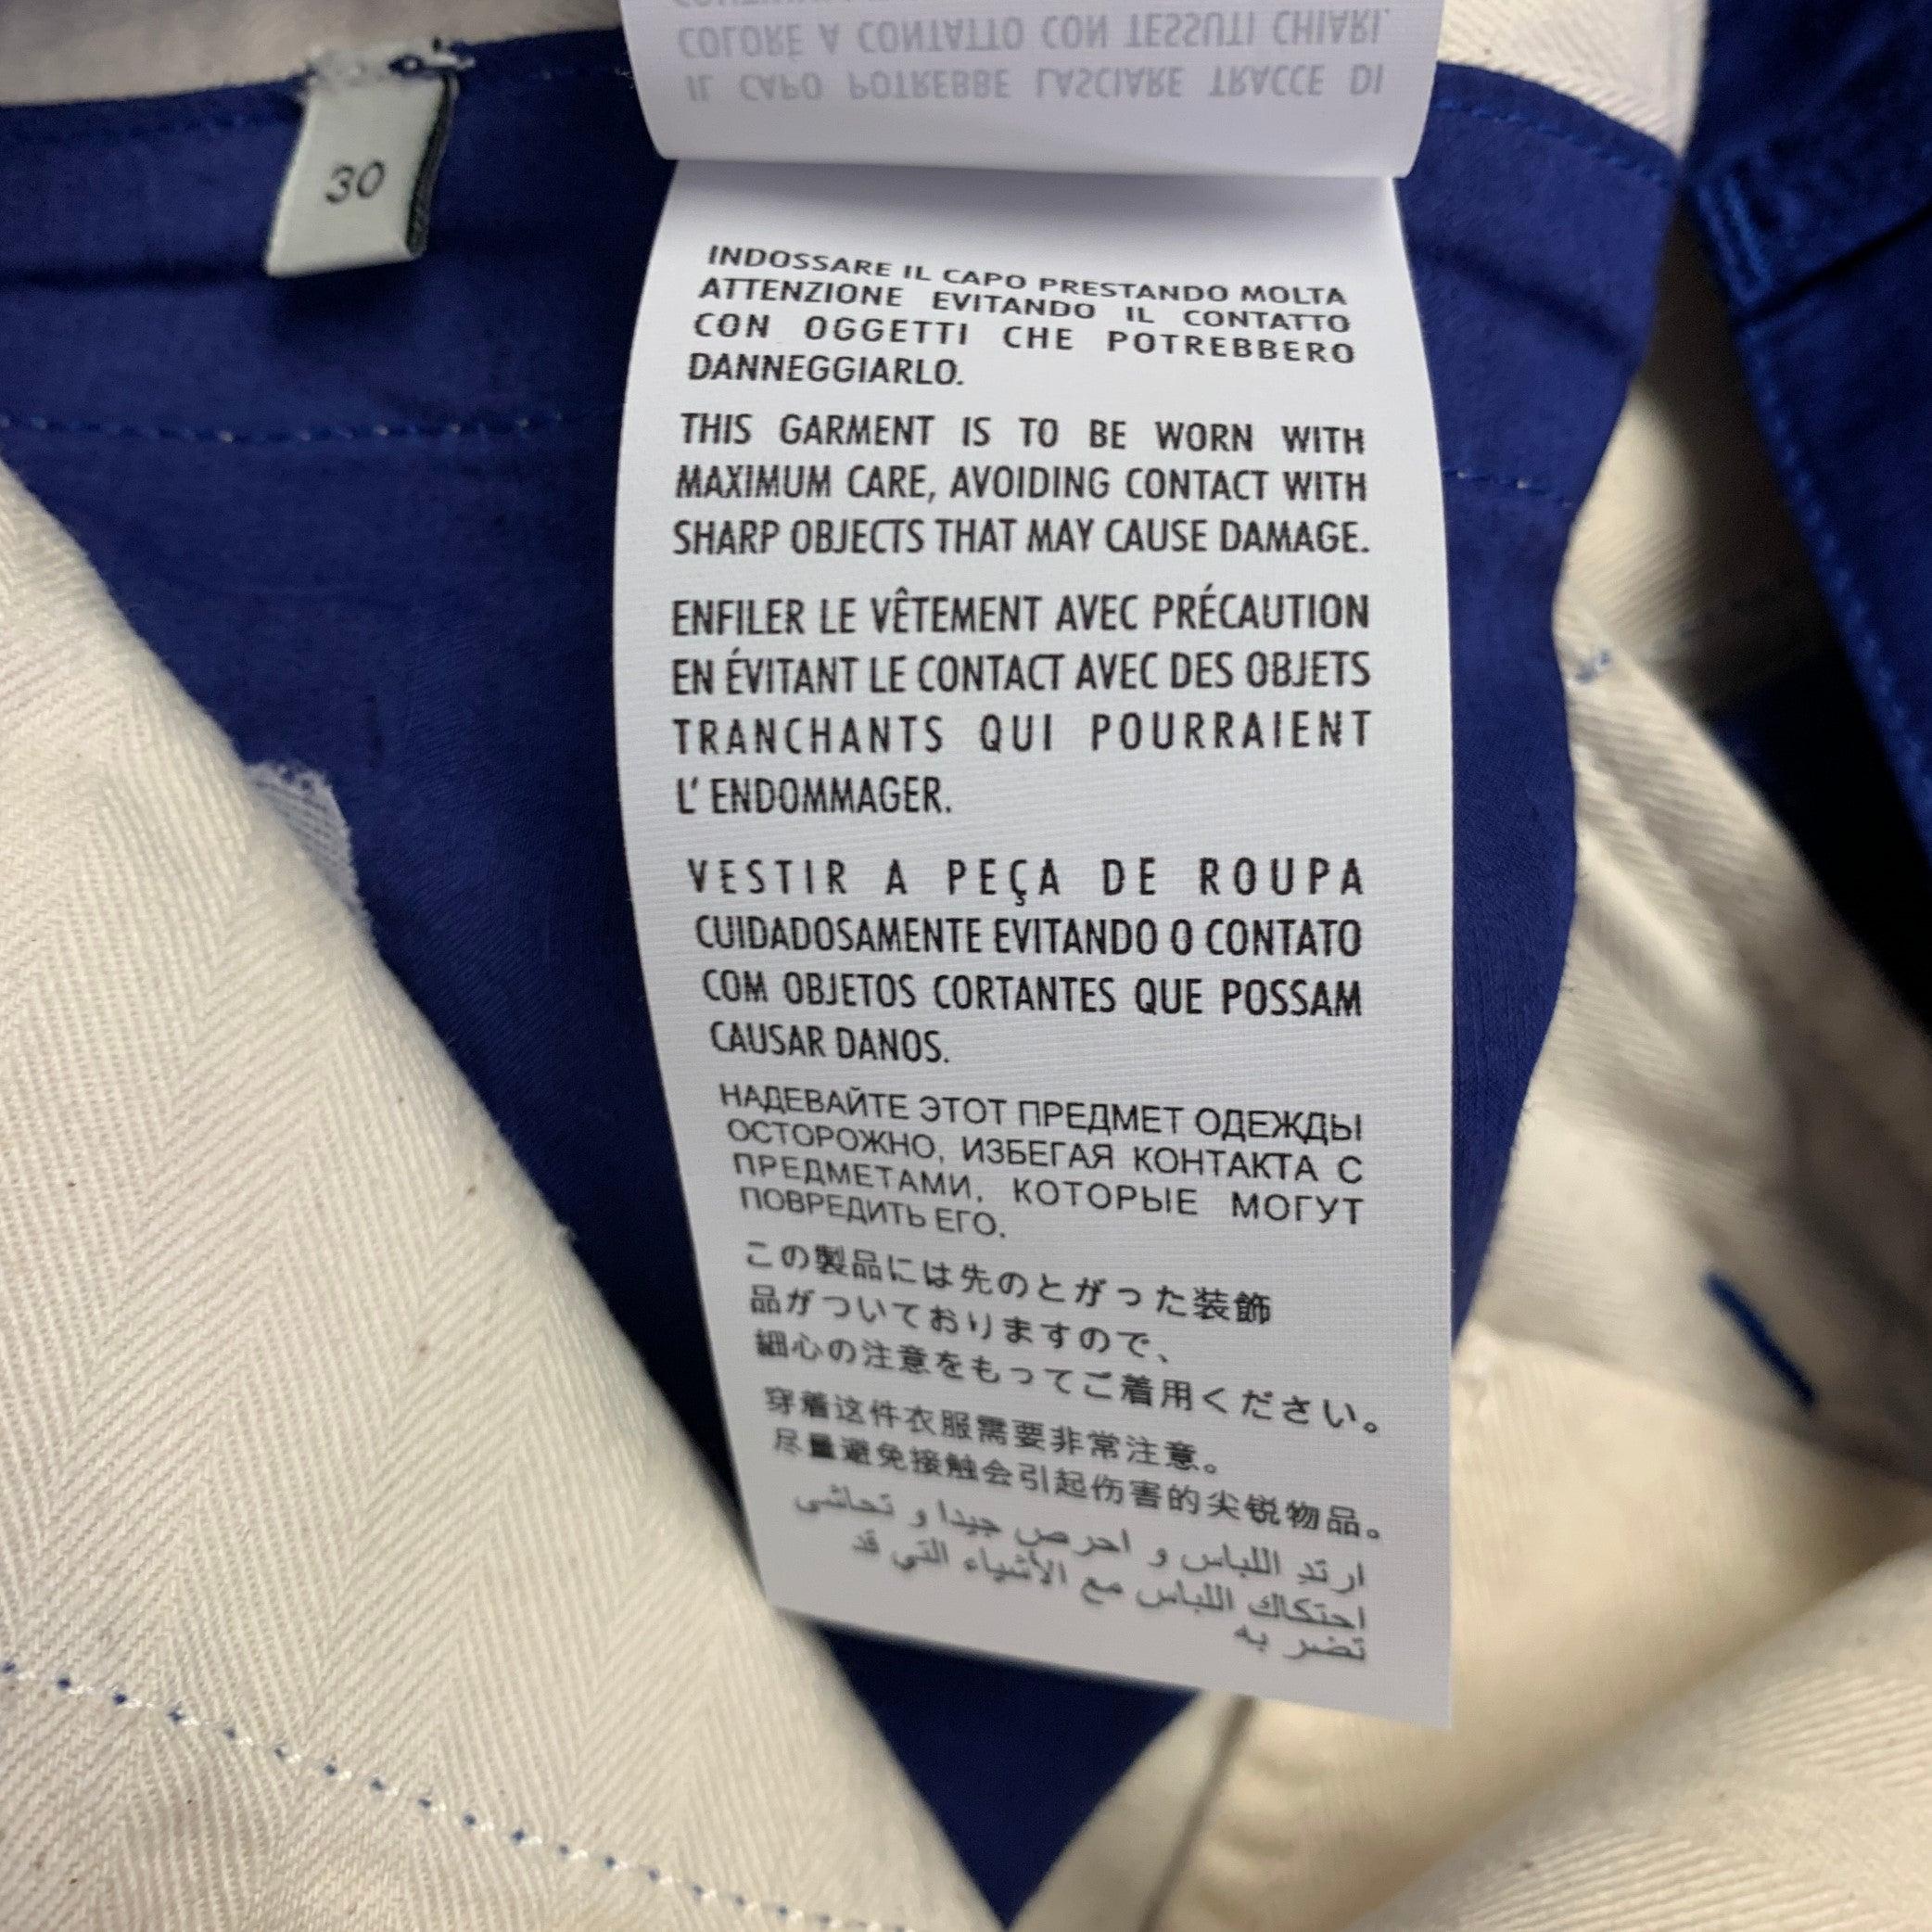 COLORE A CONTATTO CON TESSUTI CHIARI.
IL CAPO POTREBBE LASCIARE TRACCE DI
30
INDOSSARE IL CAPO PRESTANDO MOLTA
ATTENZIONE EVITANDO IL CONTATTO
CON OGGETTI CHE POTREBBERO
DANNEGGIARLO.
THIS GARMENT IS TO BE WORN WITH
MAXIMUM CARE, AVOIDING CONTACT WITH
SHARP OBJECTS THAT MAY CAUSE DAMAGE.
ENFILER LE VÊTEMENT AVEC PRÉCAUTION
EN ÉVITANT LE CONTACT AVEC DES OBJETS
TRANCHANTS QUI POURRAIENT
L' ENDOMMAGER.
VESTIR A PEÇA DE ROUPA
CUIDADOSAMENTE EVITANDO O CONTATO
COM OBJETOS CORTANTES QUE POSSAM
CAUSAR DANOS.
НАДЕВАЙТЕ ЭТОТ ПРЕДМЕТ ОДЕЖДЫ
ОСТОРОЖНО, ИЗБЕГАЯ КОНТАКТА С
ПРЕДМЕТАМИ, КОТОРЫЕ МОГУТ
ПОВРЕДИТЬ ЕГО.
この製品には先のとがった装飾
品がついておりますので、
細心の注意をもってご着用ください。
穿着这件衣服需要非常注意。
尽量避免接触会引起伤害的尖锐物品。
ارتدِ اللباس و احرص جيدا و تحاشى
احتكاك اللباس مع الأشياء التي قد
تضر به